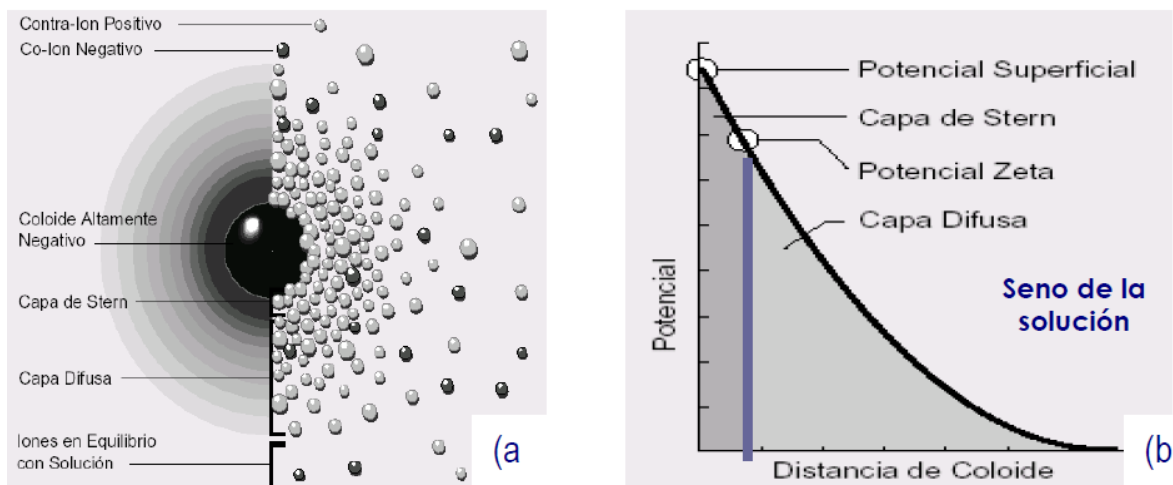 Contra-Ion Positivo
Co-Ion Negativo
Coloide Altamente
Negativo
Capa de Stern
Capa Difusa
Iones en Equilibrio
con Solución
(a
Potencial Superficial
Capa de Stern
Potencial Zeta
Capa Difusa
Seno de la
solución
Potencial
Distancia de Coloide
(b